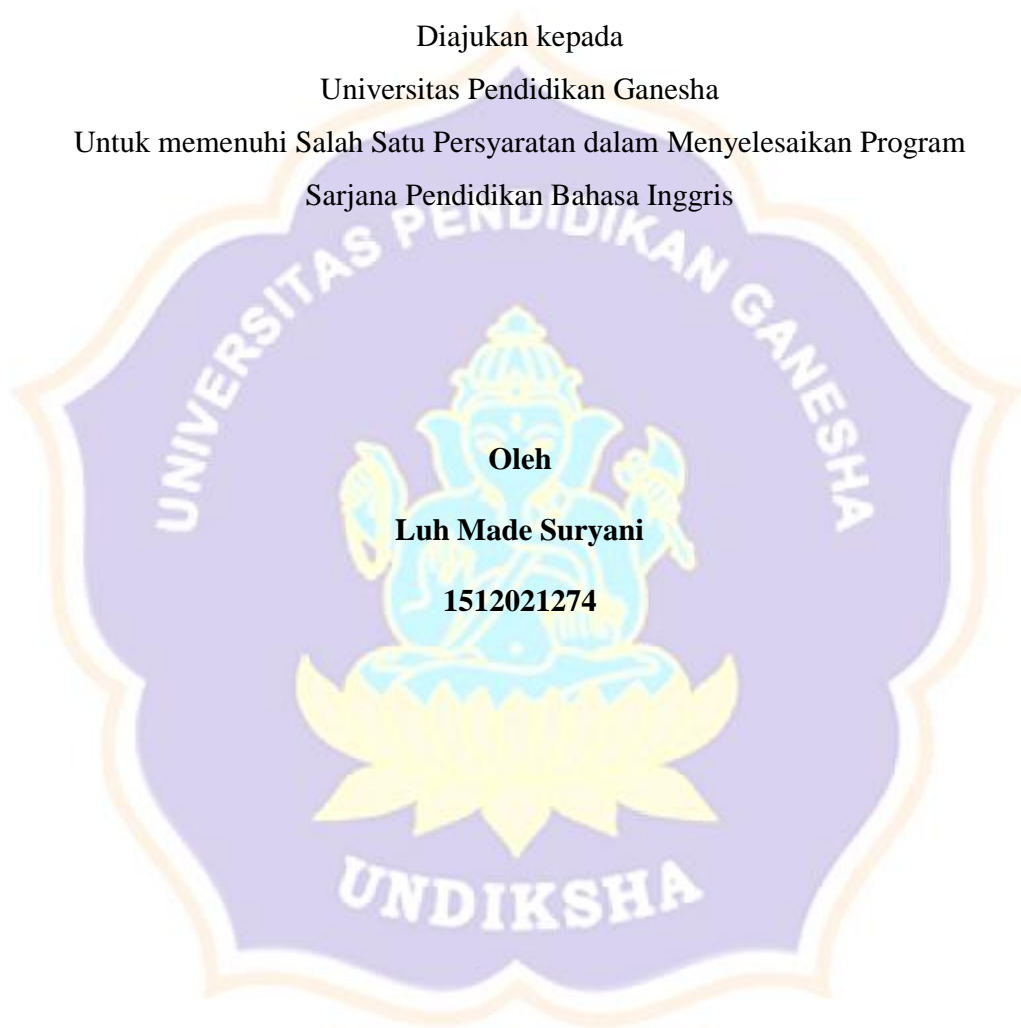 Diajukan kepada
Universitas Pendidikan Ganesha
Untuk memenuhi Salah Satu Persyaratan dalam Menyelesaikan Program
Sarjana Pendidikan Bahasa Inggris
UNIVERSITAS PENDIDIKAN GANESHA
Oleh
Luh Made Suryani
1512021274
UNDIKSHA